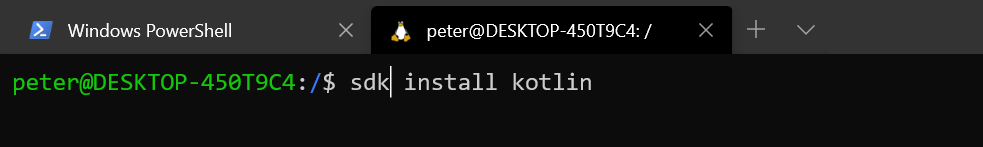 Windows PowerShell
peter@DESKTOP-450T9C4: /
peter@DESKTOP-450T9C4:/$ sdk install kotlin